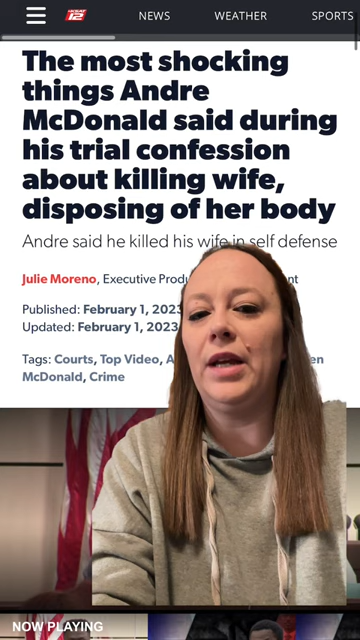 KSAT
12
NEWS
WEATHER
SPORTS
The most shocking
things Andre
McDonald said during
his trial confession
about killing wife,
disposing of her body
Andre said he killed his wife in self defense
Julie Moreno, Executive
Published: February 1, 2023
Updated: February 1, 2023
Tags: Courts, Top Video,
McDonald, Crime
NOW PLAYING